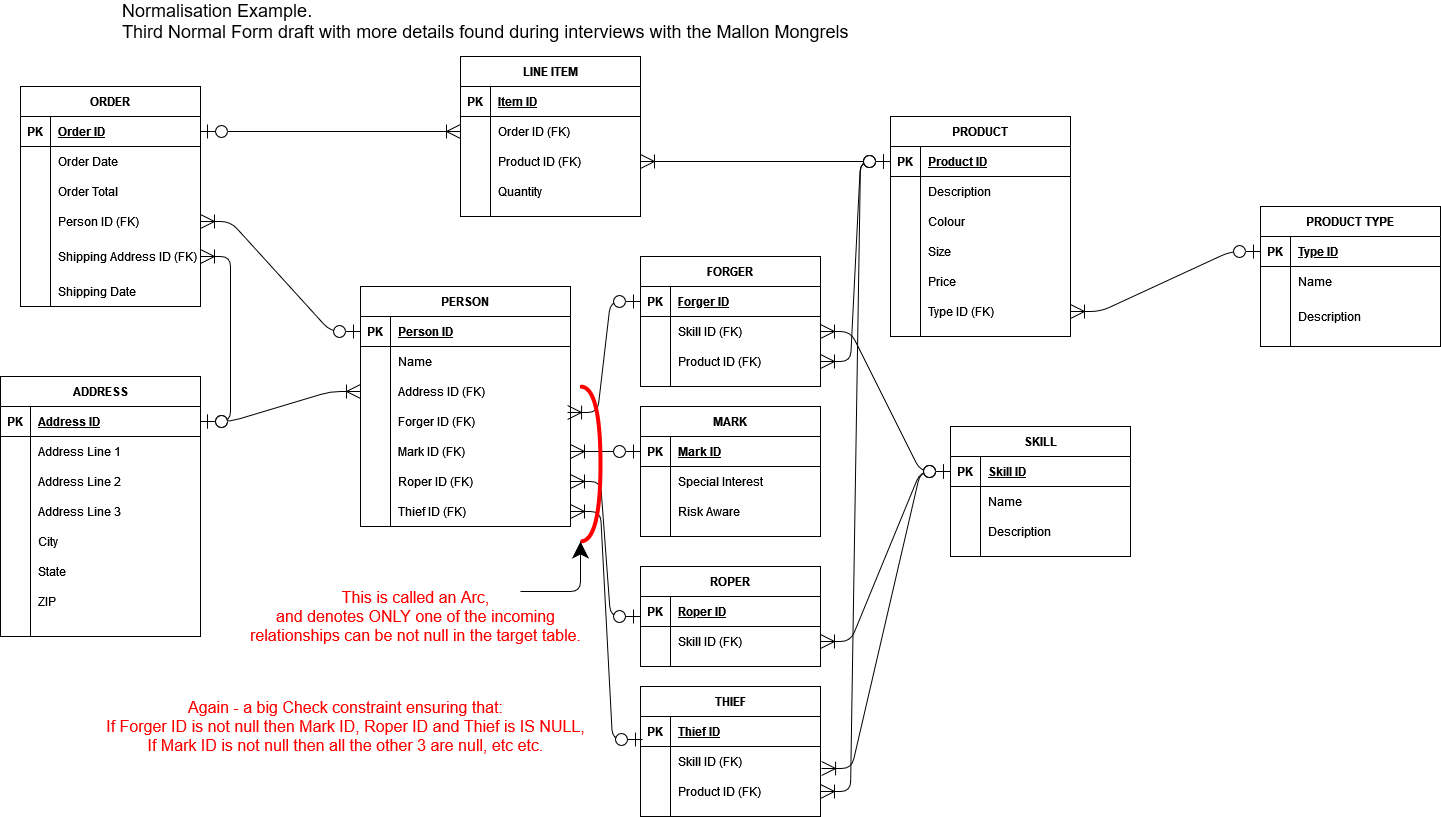 Normalisation Example.
Third Normal Form draft with more details found during interviews with the Mallon Mongrels
ORDER
PK Order ID
Order Date
Order Total
Person ID (FK)
Shipping Address ID (FK)
Shipping Date
LINE ITEM
PK Item ID
Order ID (FK)
Product ID (FK)
Quantity
PRODUCT
PK Product ID
Description
Colour
Size
Price
Type ID (FK)
PRODUCT TYPE
PK Type ID
Name
Description
ADDRESS
PK Address ID
Address Line 1
Address Line 2
Address Line 3
City
State
ZIP
PERSON
PK Person ID
Name
Address ID (FK)
Forger ID (FK)
Mark ID (FK)
Roper ID (FK)
Thief ID (FK)
FORGER
PK Forger ID
Skill ID (FK)
Product ID (FK)
MARK
PK Mark ID
Special Interest
Risk Aware
ROPER
PK Roper ID
Skill ID (FK)
THIEF
PK Thief ID
Skill ID (FK)
Product ID (FK)
SKILL
PK Skill ID
Name
Description
This is called an Arc,
and denotes ONLY one of the incoming
relationships can be not null in the target table.
Again - a big Check constraint ensuring that:
If Forger ID is not null then Mark ID, Roper ID and Thief is IS NULL,
If Mark ID is not null then all the other 3 are null, etc etc.